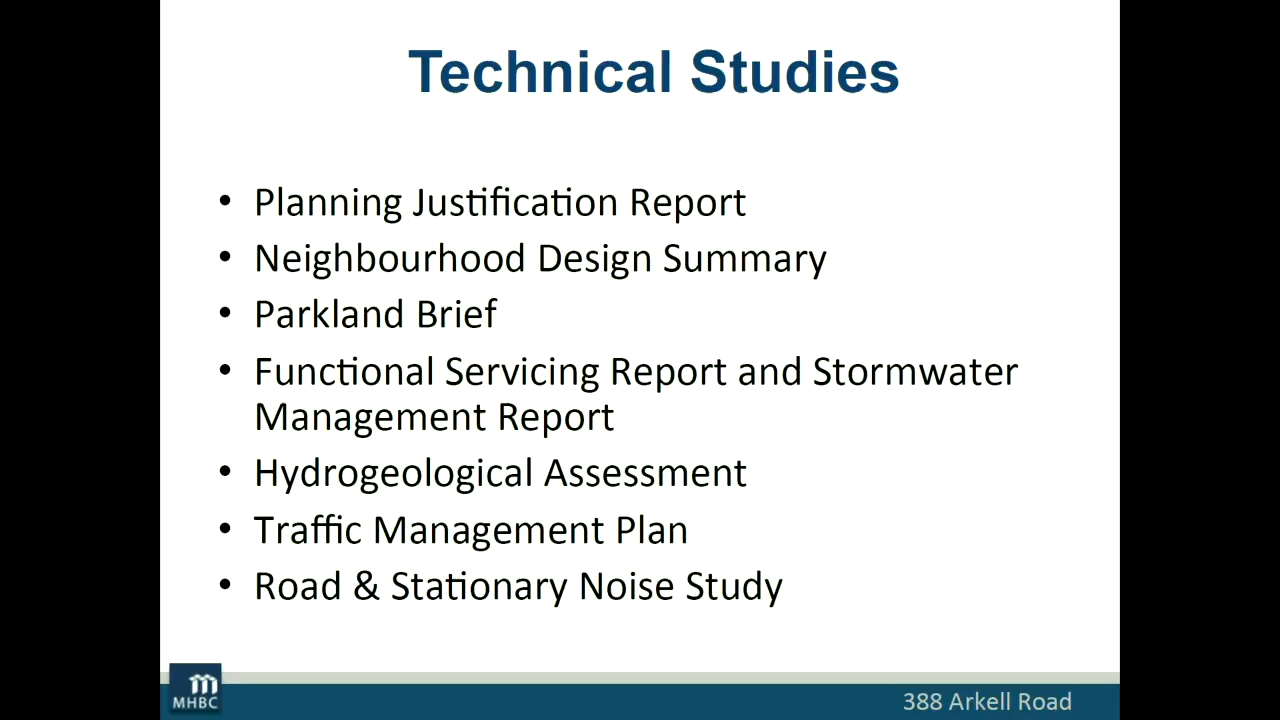 Technical Studies
• Planning Justification Report
• Neighbourhood Design Summary
• Parkland Brief
• Functional Servicing Report and Stormwater
Management Report
• Hydrogeological Assessment
• Traffic Management Plan
• Road & Stationary Noise Study
MHBC
388 Arkell Road